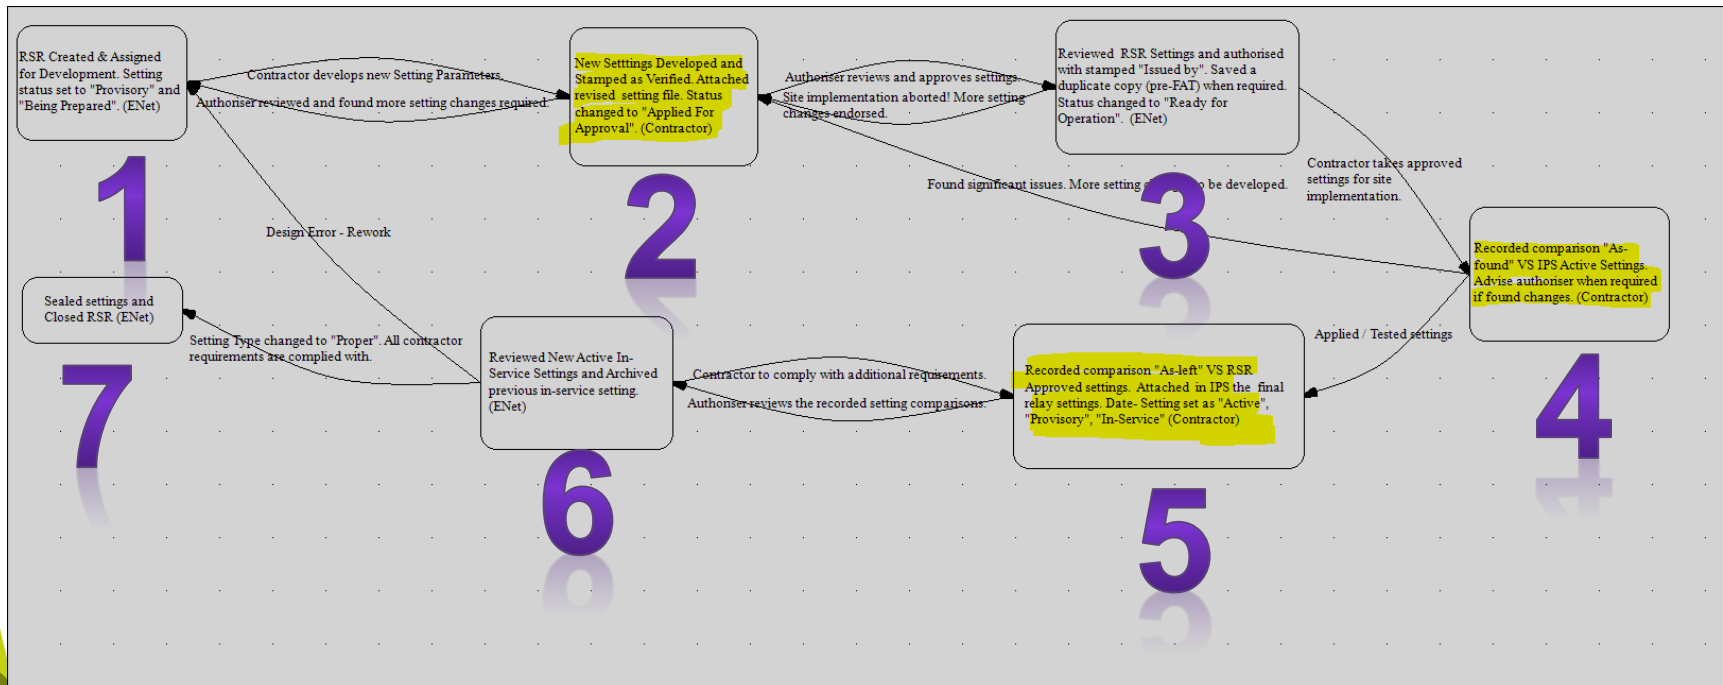 RSR Created & Assigned
for Development. Setting
status set to "Provisory" and
"Being Prepared". (ENet)
1
Contractor develops new Setting Parameters.
Authoriser reviewed and found more setting changes required.
New Setttings Developed and
Stamped as Verified. Attached
revised setting file. Status
changed to "Applied For
Approval". (Contractor)
2
Authoriser reviews and approves settings.
Site implementation aborted! More setting
changes endorsed.
Reviewed RSR Settings and authorised
with stamped "Issued by". Saved a
duplicate copy (pre-FAT) when required.
Status changed to "Ready for
Operation". (ENet)
3
Found significant issues. More setting to be developed.
Contractor takes approved
settings for site
implementation.
Recorded comparison "As-
found" VS IPS Active Settings.
Advise authoriser when required
if found changes. (Contractor)
4
Applied / Tested settings
Recorded comparison "As-left" VS RSR
Approved settings. Attached in IPS the final
relay settings. Date- Setting set as "Active",
"Provisory", "In-Service" (Contractor)
5
Contractor to comply with additional requirements.
Authoriser reviews the recorded setting comparisons.
Reviewed New Active In-
Service Settings and Archived
previous in-service setting.
(ENet)
6
Design Error - Rework
Setting Type changed to "Proper". All contractor
requirements are complied with.
Sealed settings and
Closed RSR (ENet)
7